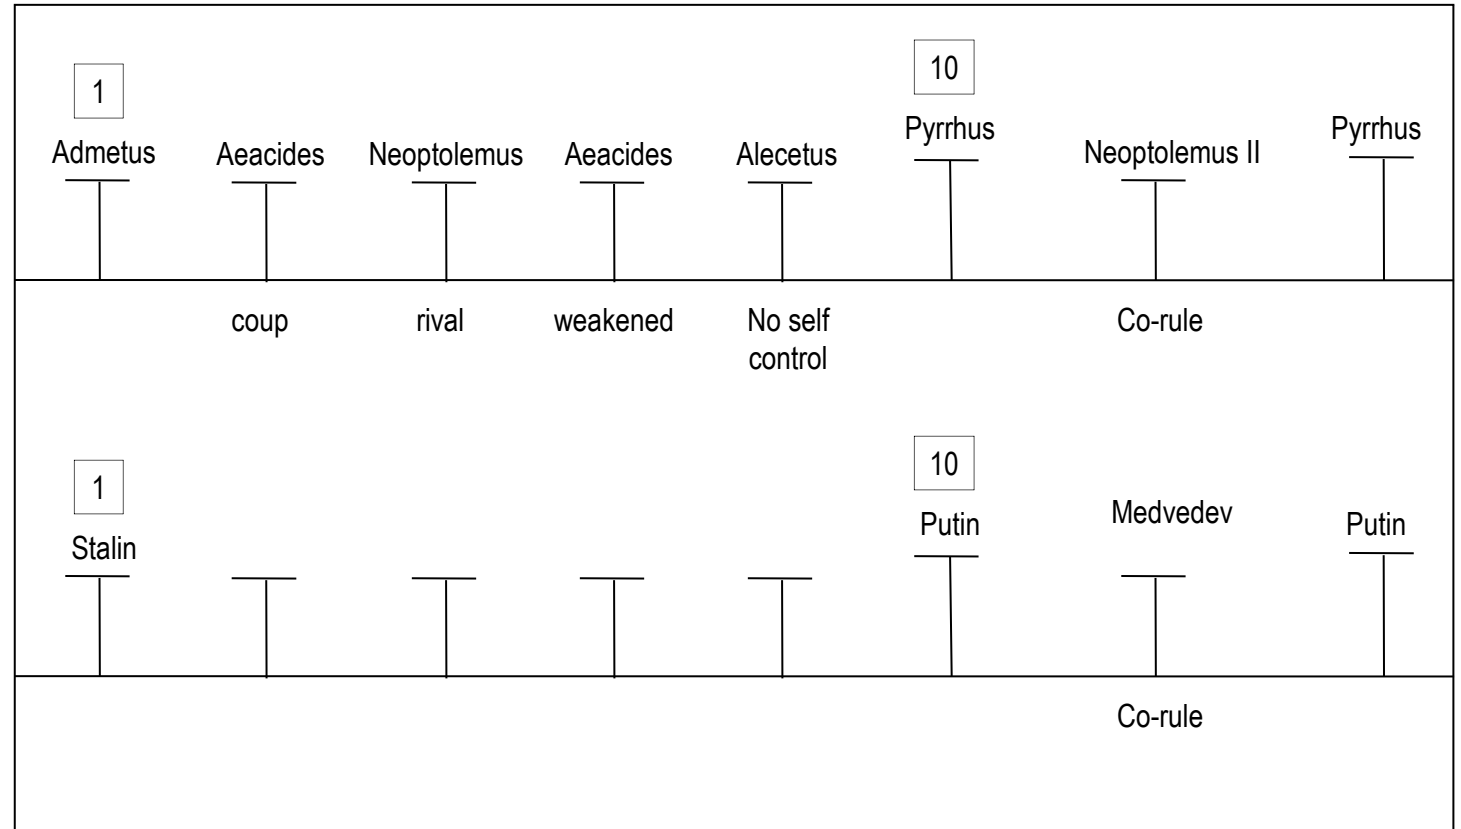 1
10
Admetus
Aeacides
Neoptolemus
Aeacides
Alecetus
Pyrrhus
Neoptolemus II
Pyrrhus
coup
rival
weakened
No self
control
Co-rule
1
10
Stalin
Putin
Medvedev
Putin
Co-rule